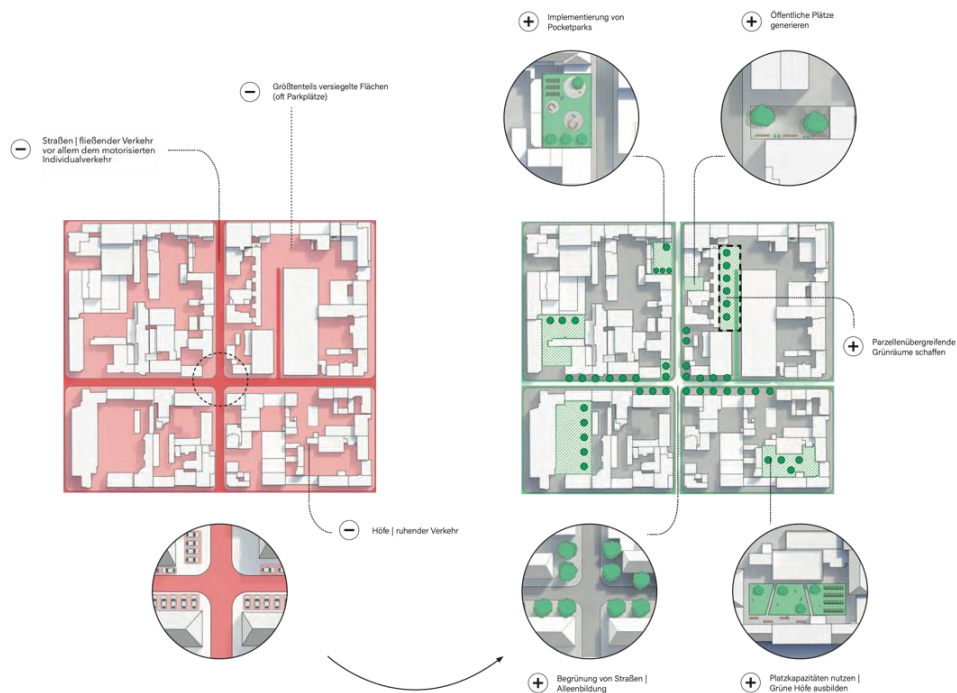 Implementierung von
Pocketparks
Öffentliche Plätze
generieren
Größtenteils versiegelte Flächen
(oft Parkplätze)
Straßen | fließender Verkehr
vor allem dem motorisierten
Individualverkehr
Parzellenübergreifende
Grünräume schaffen
Höfe | ruhender Verkehr
Begrünung von Straßen |
Alleenbildung
Platzkapazitäten nutzen |
Grüne Höfe ausbilden